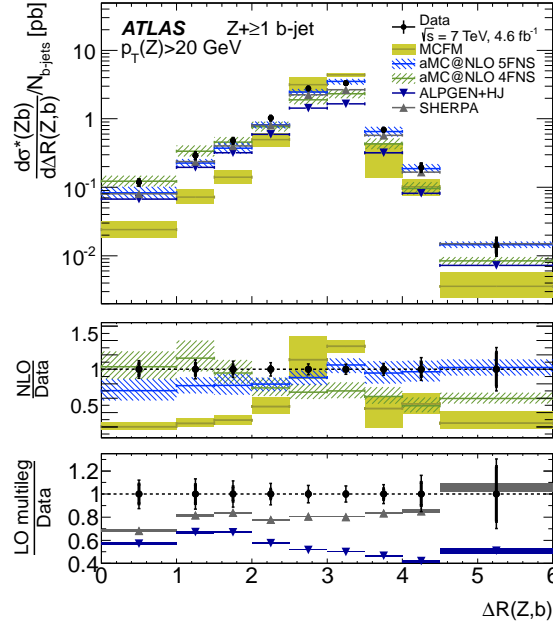 ATLAS Z+≥1 b-jet
p_T(Z)>20 GeV
Data
√s = 7 TeV, 4.6 fb⁻¹
MCFM
aMC@NLO 5FNS
aMC@NLO 4FNS
ALPGEN+HJ
SHERPA
dσ*(Zb)/dΔR(Z,b) /N_b-jets [pb]
10
1
10⁻¹
10⁻²
NLO
Data
1.5
1
0.5
LO multileg
Data
1.2
1
0.8
0.6
0.4
0 1 2 3 4 5 6
ΔR(Z,b)